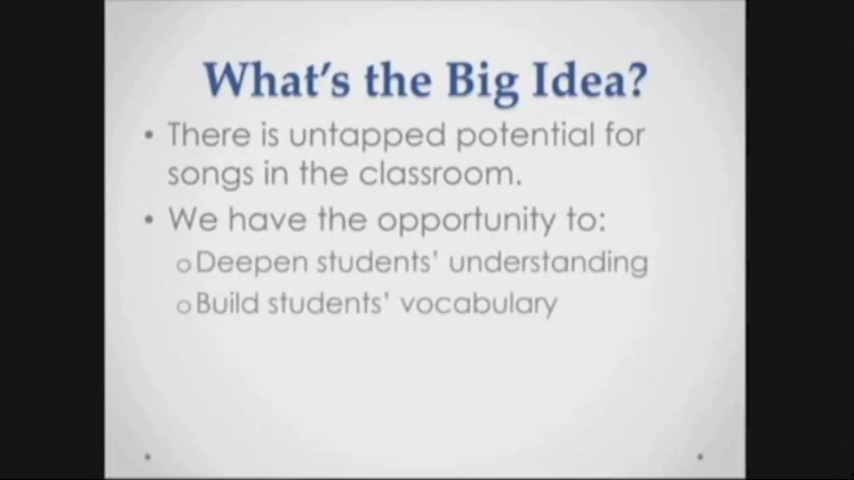 What's the Big Idea?
• There is untapped potential for
songs in the classroom.
• We have the opportunity to:
o Deepen students' understanding
o Build students' vocabulary